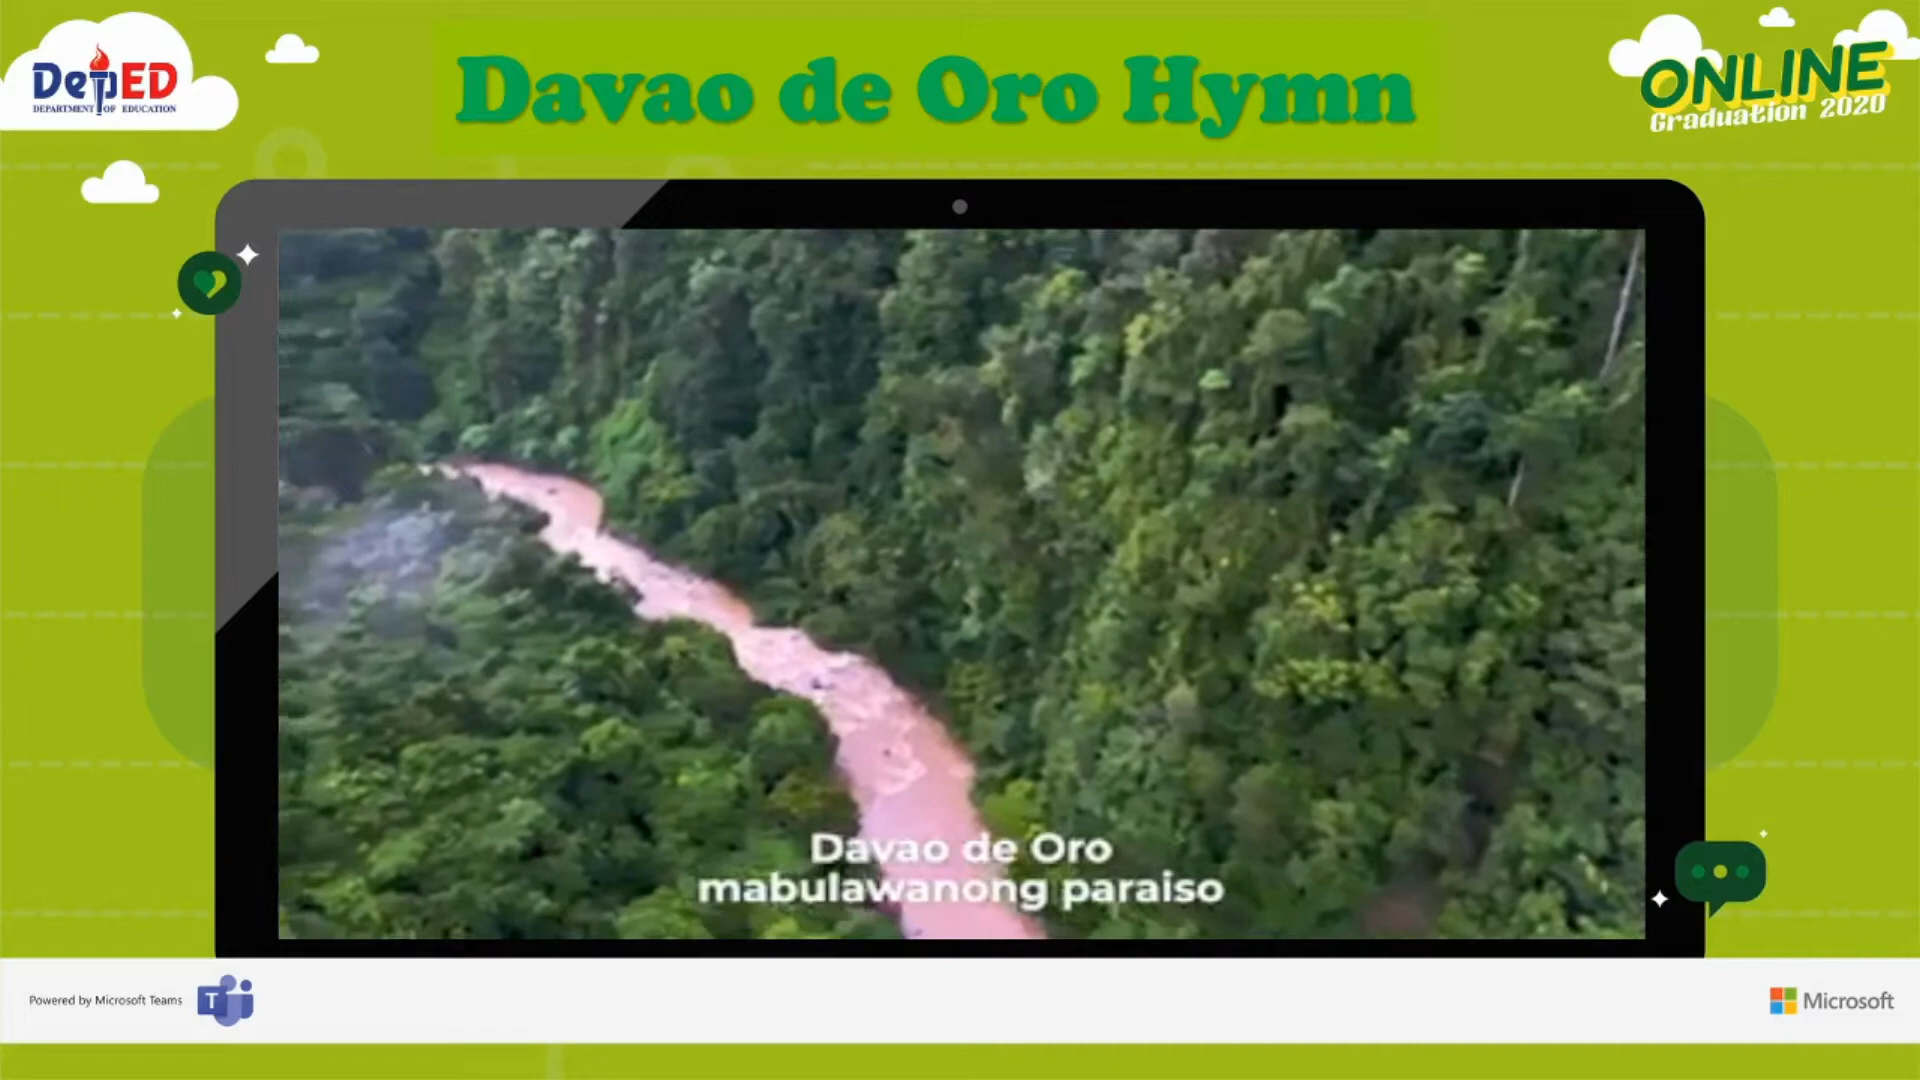 DepED
DEPARTMENT OF EDUCATION
Davao de Oro Hymn
ONLINE
Graduation 2020
Davao de Oro
mabulawanong paraiso
Powered by Microsoft Teams
T
Microsoft